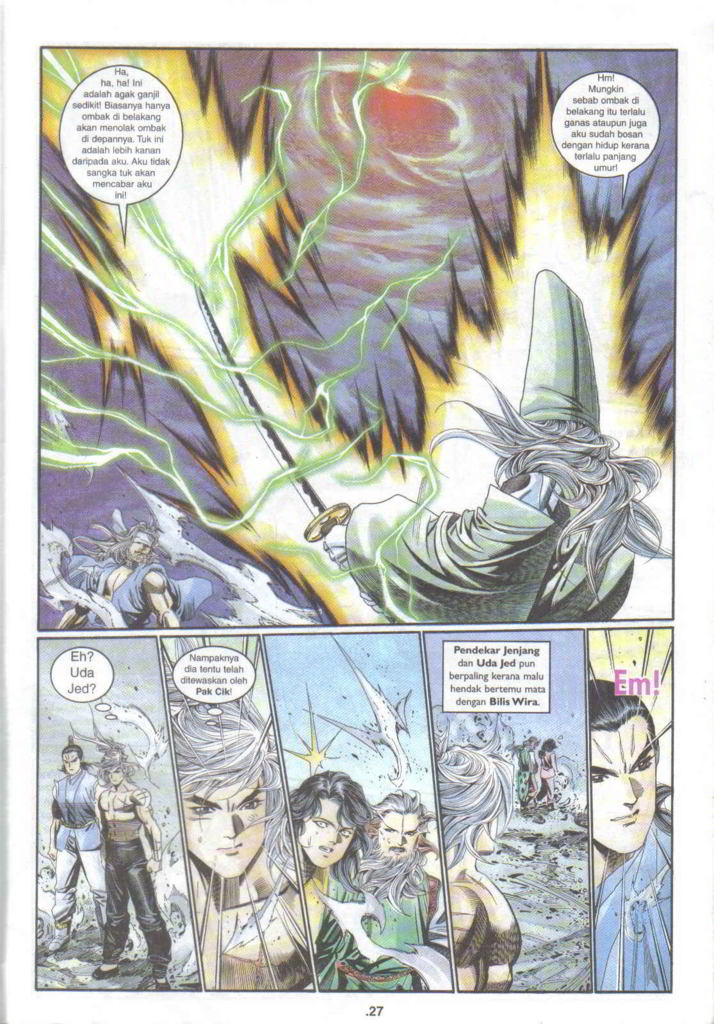 Ha,
ha, ha! Ini
adalah agak ganjil
sedikit! Biasanya hanya
ombak di belakang
akan menolak ombak
di depannya. Tuk ini
adalah lebih kanan
daripada aku. Aku tidak
sangka tuk akan
mencabar aku
ini!
Hm!
Mungkin
sebab ombak di
belakang itu terlalu
ganas ataupun juga
aku sudah bosan
dengan hidup kerana
terlalu panjang
umur!
Eh?
Uda
Jed?
Nampaknya
dia tentu telah
ditewaskan oleh
Pak Cik!
Pendekar Jenjang
dan Uda Jed pun
berpaling kerana malu
hendak bertemu mata
dengan Bilis Wira.
Em!
.27